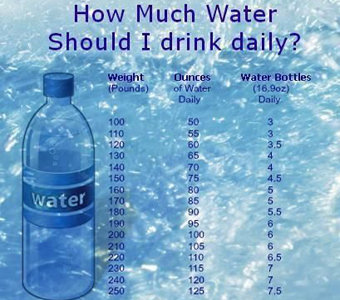 How Much Water
Should I drink daily?
Weight Ounces Water Bottles
(Pounds) of Water (16.9oz)
Daily Daily
100 50 3
110 55 3
120 60 3.5
130 65 4
140 70 4
150 75 4.5
160 80 5
170 85 5
180 90 5.5
190 95 6
200 100 6
210 105 6
220 110 6.5
230 115 7
240 120 7
250 125 7.5
water